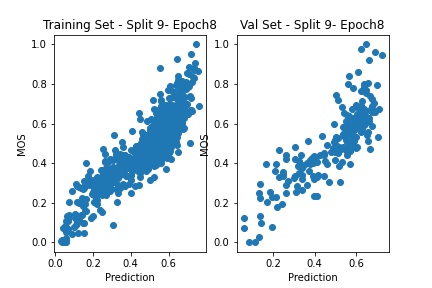 Training Set - Split 9- Epoch8
Val Set - Split 9- Epoch8
MOS
1.0
0.8
0.6
0.4
0.2
0.0
0.0 0.2 0.4 0.6
Prediction
MOS
1.0
0.8
0.6
0.4
0.2
0.0
0.2 0.4 0.6
Prediction